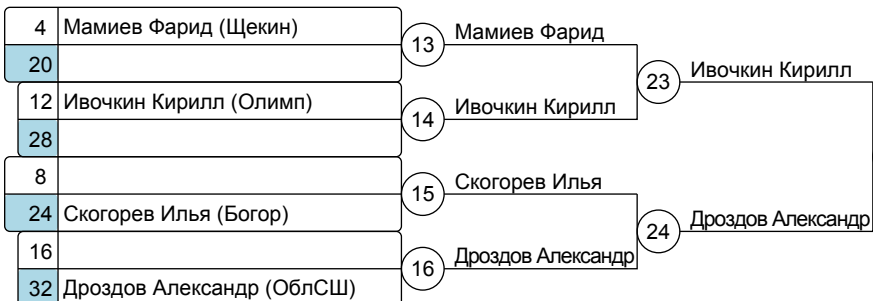 4 Мамиев Фарид (Щекин)
20
12 Ивочкин Кирилл (Олимп)
28
8
24 Скогорев Илья (Богор)
16
32 Дроздов Александр (ОблСШ)
13 Мамиев Фарид
14 Ивочкин Кирилл
15 Скогорев Илья
16 Дроздов Александр
23 Ивочкин Кирилл
24 Дроздов Александр